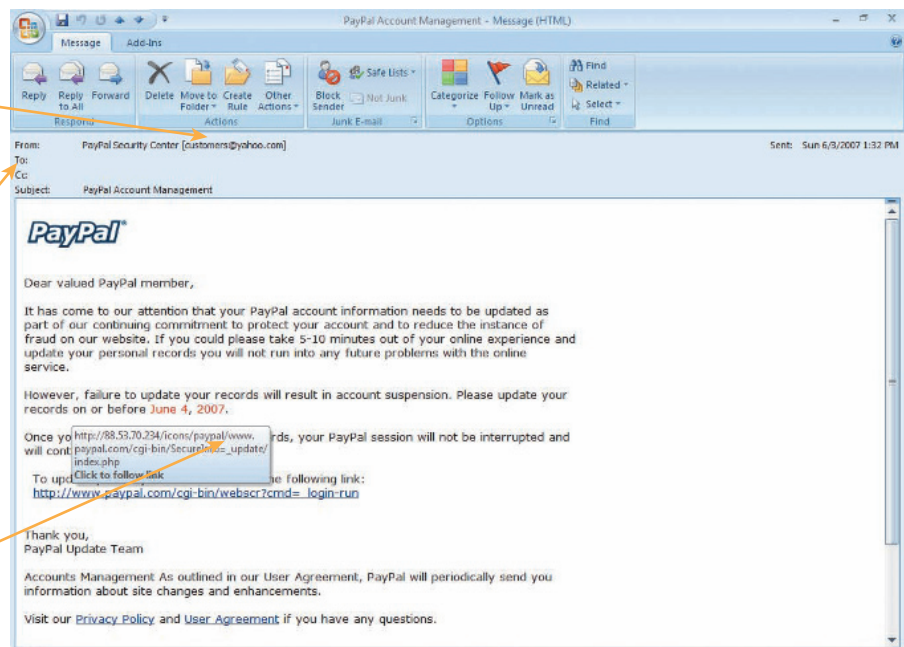 PayPal Account Management - Message (HTML)
Message Add-Ins
Reply Reply to All Forward
Respond
Delete Move to Folder Create Rule Other Actions
Actions
Block Sender Safe Lists Not Junk
Junk E-mail
Categorize Follow Up Mark as Unread
Options
Find Related Select
Find
From: PayPal Security Center [customers@yahoo.com] Sent: Sun 6/3/2007 1:32 PM
To:
Cc:
Subject: PayPal Account Management
PayPal
Dear valued PayPal member,
It has come to our attention that your PayPal account information needs to be updated as
part of our continuing commitment to protect your account and to reduce the instance of
fraud on our website. If you could please take 5-10 minutes out of your online experience and
update your personal records you will not run into any future problems with the online
service.
However, failure to update your records will result in account suspension. Please update your
records on or before June 4, 2007.
Once yo rds, your PayPal session will not be interrupted and
will cont
http://88.53.70.234/icons/paypal/www.
index.php
Click to follow link
To upd he following link:
http://www.paypal.com/cgi-bin/webscr?cmd=_login-run
Thank you,
PayPal Update Team
Accounts Management As outlined in our User Agreement, PayPal will periodically send you
information about site changes and enhancements.
Visit our Privacy Policy and User Agreement if you have any questions.